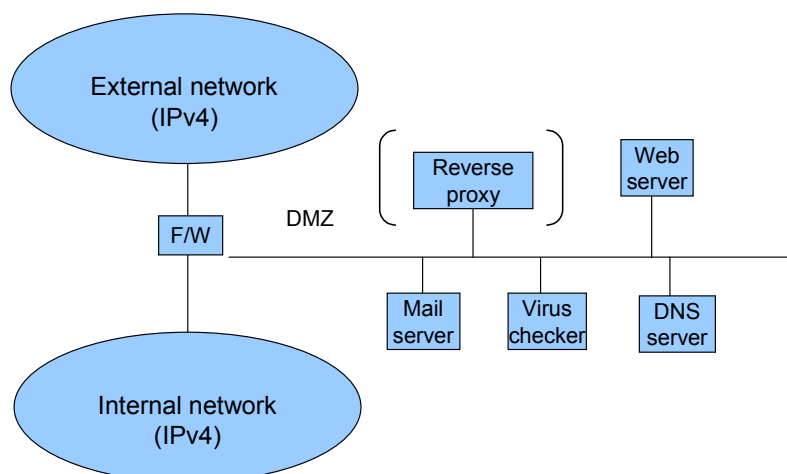 External network
(IPv4)
Reverse
proxy
Web
server
F/W
DMZ
Mail
server
Virus
checker
DNS
server
Internal network
(IPv4)